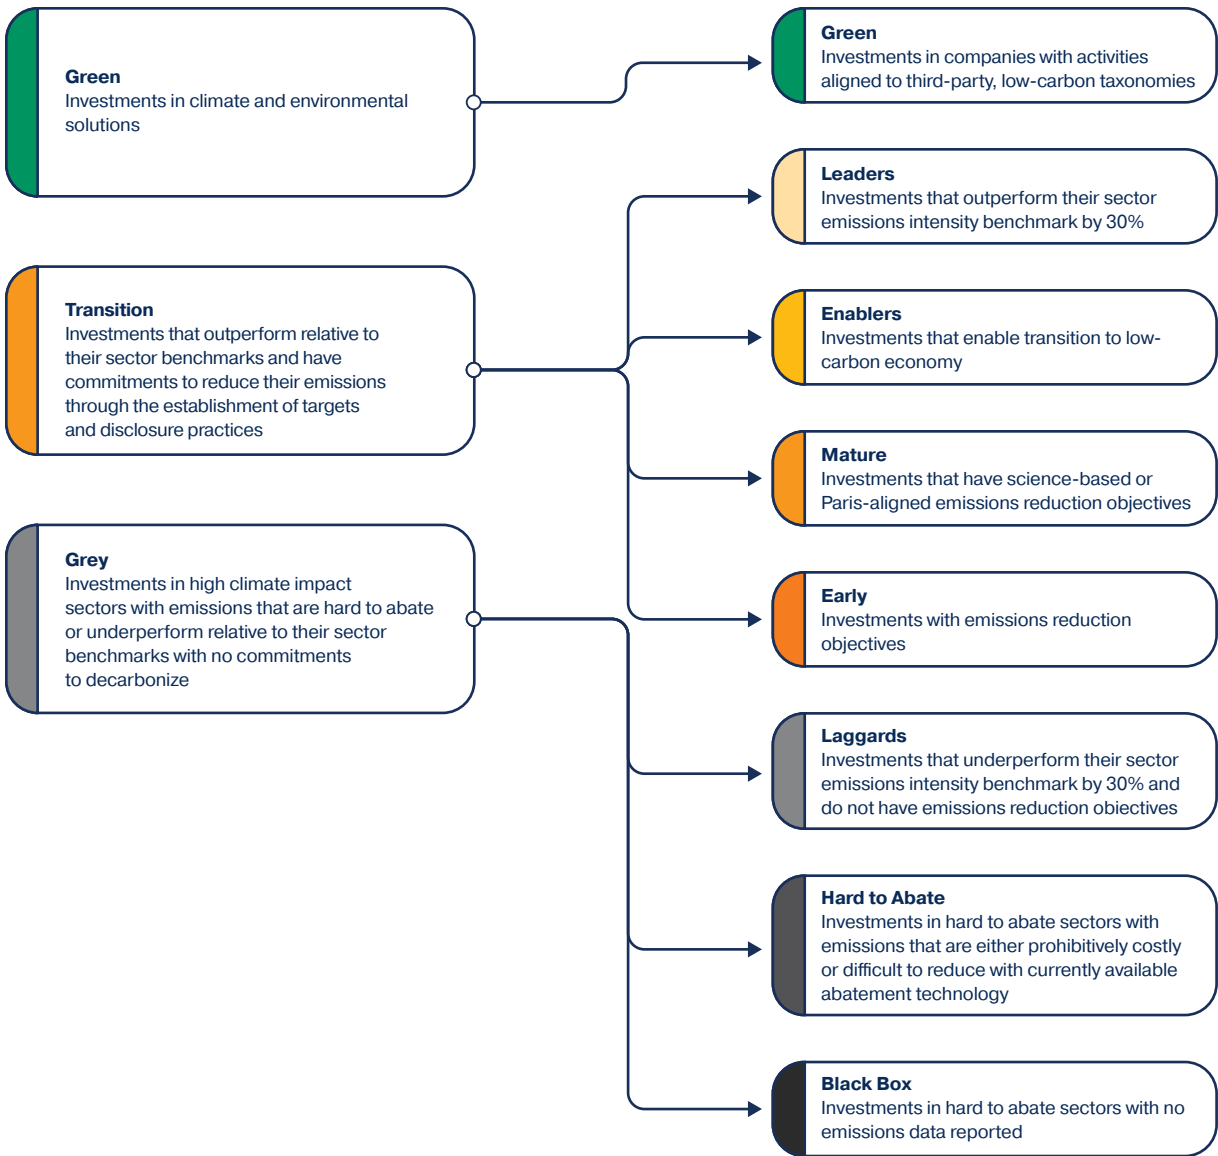 Green
Investments in climate and environmental
solutions
Transition
Investments that outperform relative to
their sector benchmarks and have
commitments to reduce their emissions
through the establishment of targets
and disclosure practices
Grey
Investments in high climate impact
sectors with emissions that are hard to abate
or underperform relative to their sector
benchmarks with no commitments
to decarbonize
Green
Investments in companies with activities
aligned to third-party, low-carbon taxonomies
Leaders
Investments that outperform their sector
emissions intensity benchmark by 30%
Enablers
Investments that enable transition to low-
carbon economy
Mature
Investments that have science-based or
Paris-aligned emissions reduction objectives
Early
Investments with emissions reduction
objectives
Laggards
Investments that underperform their sector
emissions intensity benchmark by 30% and
do not have emissions reduction obiectives
Hard to Abate
Investments in hard to abate sectors with
emissions that are either prohibitively costly
or difficult to reduce with currently available
abatement technology
Black Box
Investments in hard to abate sectors with no
emissions data reported